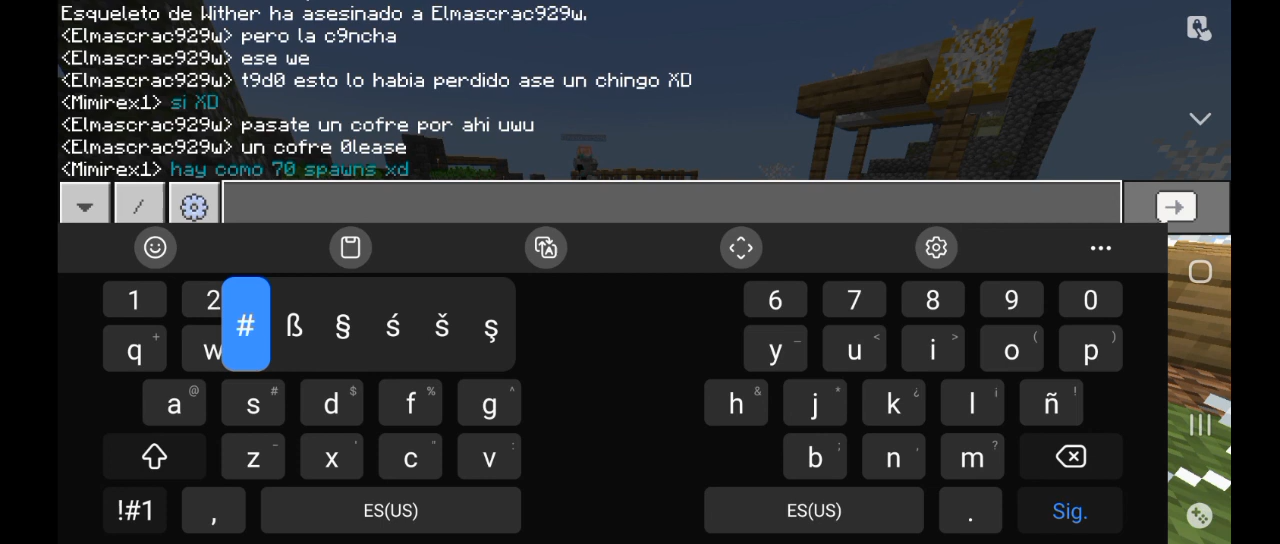 Esqueleto de Wither ha asesinado a Elmascrac929w.
<Elmascrac929w> pero la c9ncha
<Elmascrac929w> ese we
<Elmascrac929w> t9d0 esto lo habia perdido ase un chingo XD
<Mimirex1> si XD
<Elmascrac929w> pasate un cofre por ahi uwu
<Elmascrac929w> un cofre 0lease
<Mimirex1> hay como 70 spawns xd
/
1 2 6 7 8 9 0
# ß § ś š ş
q + w y _ u < i > o ( p )
a @ s # d $ f % g ^ h & j * k ¿ l ¡ ñ !
z - x ' c " v : b ; n , m ?
!#1 , ES(US) ES(US) . Sig.